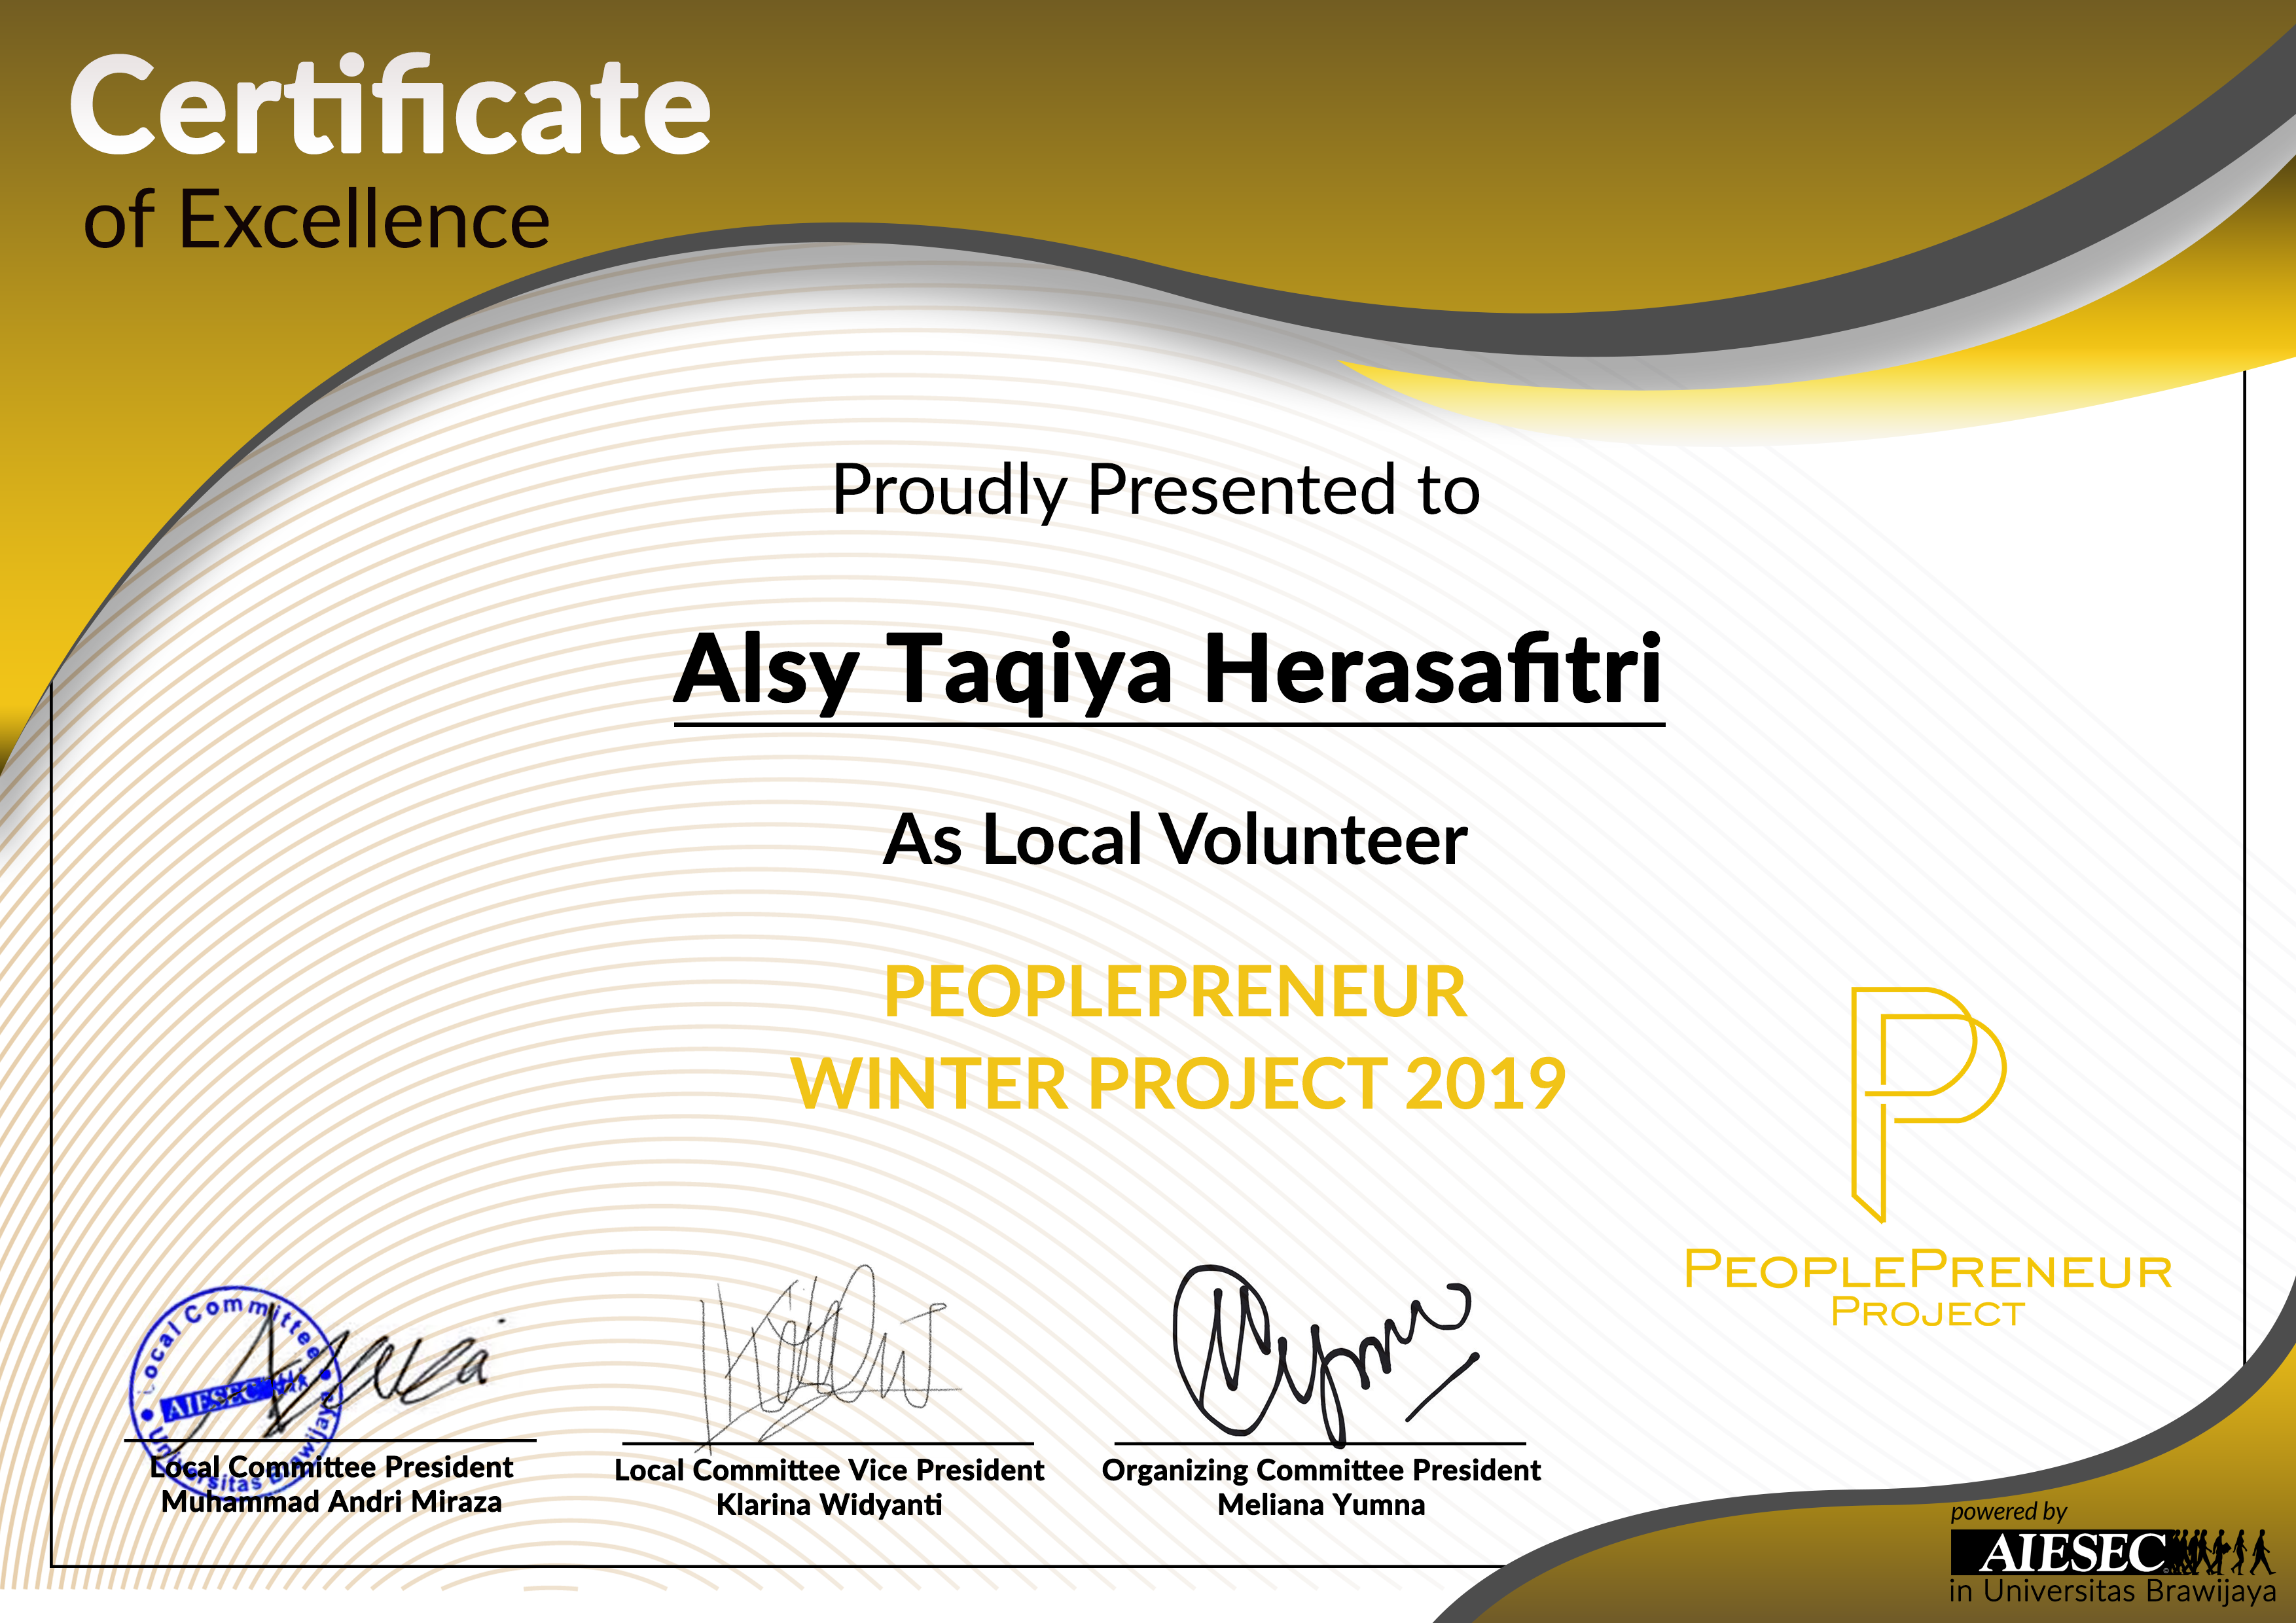 Certificate
of Excellence
Proudly Presented to
Alsy Taqiya Herasafitri
As Local Volunteer
PEOPLEPRENEUR
WINTER PROJECT 2019
PEOPLEPRENEUR
PROJECT
Local Committee
AIESEC
Universitas Brawijaya
Local Committee President
Muhammad Andri Miraza
Local Committee Vice President
Klarina Widyanti
Organizing Committee President
Meliana Yumna
powered by
AIESEC
in Universitas Brawijaya